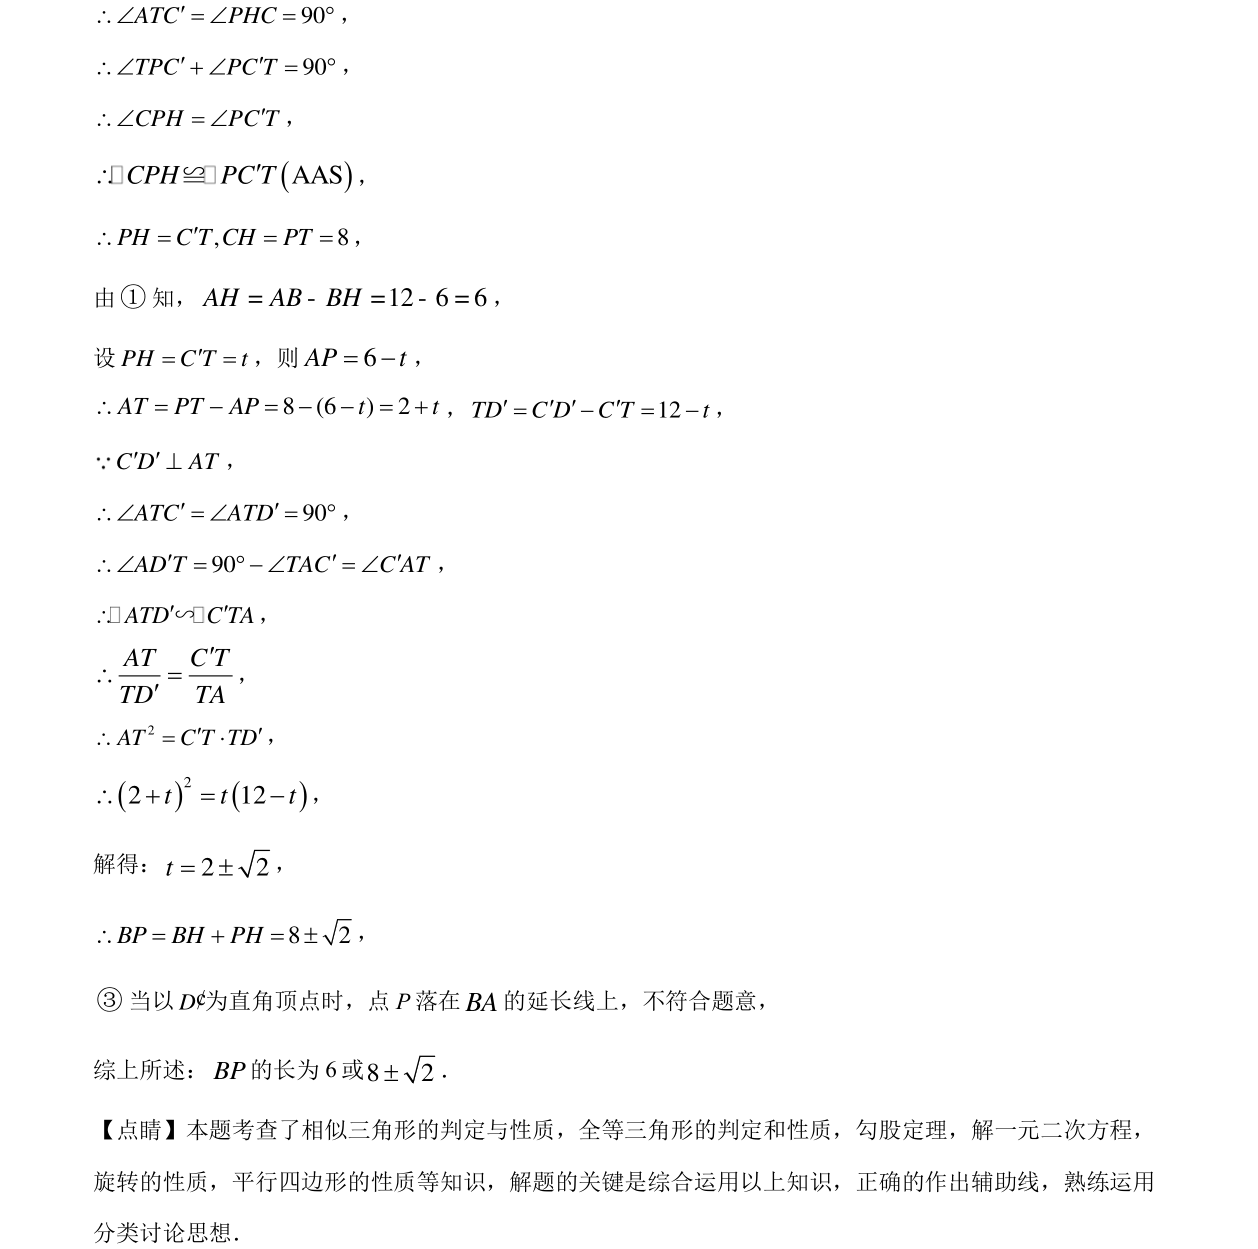 ∴∠ATC′=∠PHC=90°，
∴∠TPC′+∠PC′T=90°，
∴∠CPH=∠PC′T，
∴□CPH≌□PC′T(AAS)，
∴PH=C′T,CH=PT=8，
由①知，AH=AB- BH=12- 6=6，
设PH=C′T=t，则AP=6−t，
∴AT=PT−AP=8−(6−t)=2+t，TD′=C′D′−C′T=12−t，
∵C′D′⊥AT，
∴∠ATC′=∠ATD′=90°，
∴∠AD′T=90°−∠TAC′=∠C′AT，
∴□ATD′∽□C′TA，
∴AT/TD′=C′T/TA，
∴AT²=C′T·TD′，
∴(2+t)²=t(12−t)，
解得：t=2±√2，
∴BP=BH+PH=8±√2，
③当以D¢为直角顶点时，点P落在BA的延长线上，不符合题意，
综上所述：BP的长为6或8±√2．
【点睛】本题考查了相似三角形的判定与性质，全等三角形的判定和性质，勾股定理，解一元二次方程，
旋转的性质，平行四边形的性质等知识，解题的关键是综合运用以上知识，正确的作出辅助线，熟练运用
分类讨论思想．